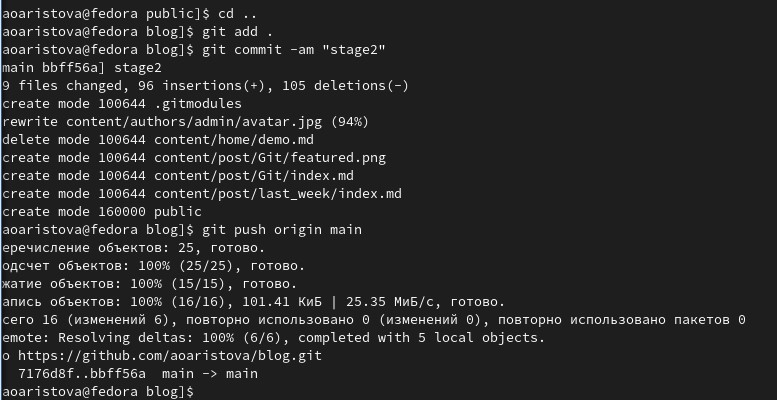 aoaristova@fedora public]$ cd ..
aoaristova@fedora blog]$ git add .
aoaristova@fedora blog]$ git commit -am "stage2"
main bbff56a] stage2
9 files changed, 96 insertions(+), 105 deletions(-)
create mode 100644 .gitmodules
rewrite content/authors/admin/avatar.jpg (94%)
delete mode 100644 content/home/demo.md
create mode 100644 content/post/Git/featured.png
create mode 100644 content/post/Git/index.md
create mode 100644 content/post/last_week/index.md
create mode 160000 public
aoaristova@fedora blog]$ git push origin main
еречисление объектов: 25, готово.
одсчет объектов: 100% (25/25), готово.
жатие объектов: 100% (15/15), готово.
апись объектов: 100% (16/16), 101.41 КиБ | 25.35 МиБ/с, готово.
сего 16 (изменений 6), повторно использовано 0 (изменений 0), повторно использовано пакетов 0
emote: Resolving deltas: 100% (6/6), completed with 5 local objects.
o https://github.com/aoaristova/blog.git
7176d8f..bbff56a  main -> main
aoaristova@fedora blog]$